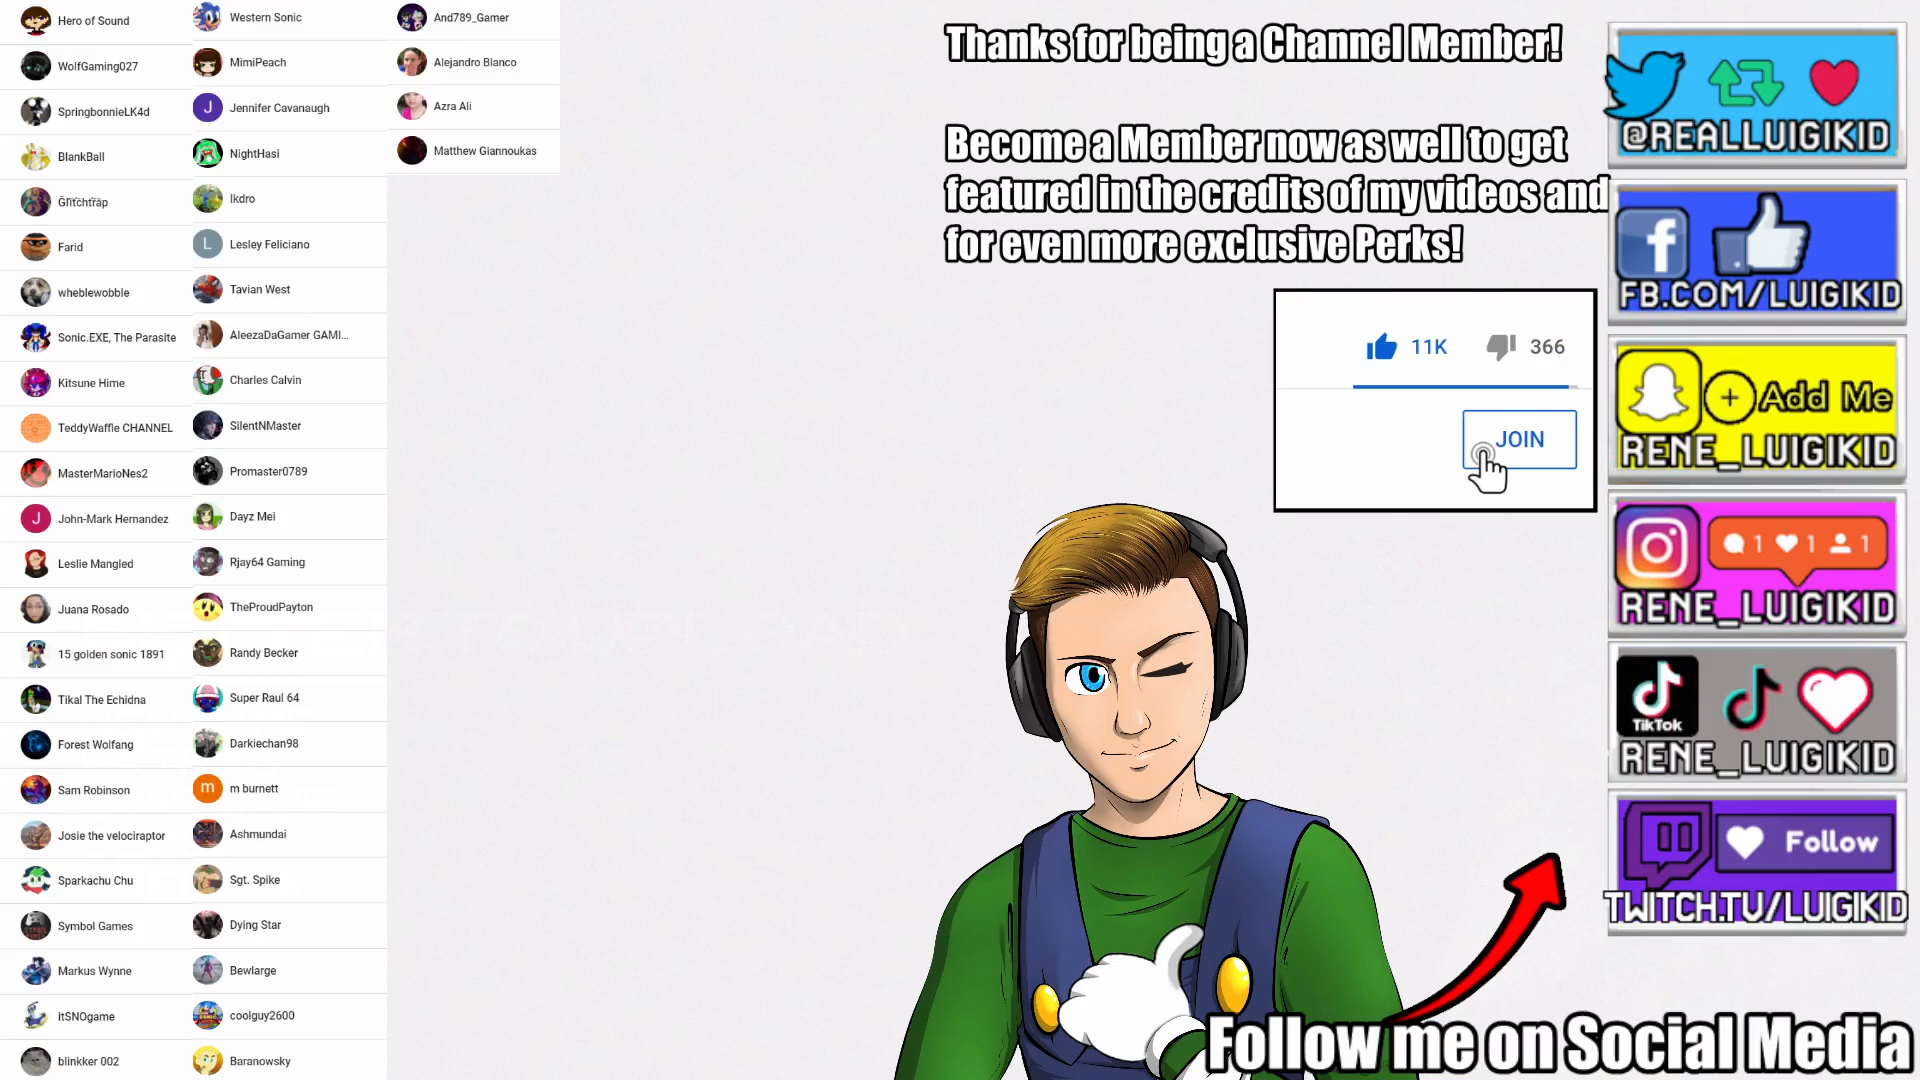 Hero of Sound
WolfGaming027
SpringbonnieLK4d
BlankBall
Farid
wheblewobble
Sonic.EXE, The Parasite
Kitsune Hime
TeddyWaffle CHANNEL
MasterMarioNes2
J
John-Mark Hernandez
Leslie Mangled
Juana Rosado
15 golden sonic 1891
Tikal The Echidna
Forest Wolfang
Sam Robinson
Josie the velociraptor
Sparkachu Chu
Symbol Games
Markus Wynne
itSNOgame
blinkker 002
Western Sonic
MimiPeach
J
Jennifer Cavanaugh
NightHasi
Ikdro
L
Lesley Feliciano
Tavian West
AleezaDaGamer GAMI...
Charles Calvin
SilentNMaster
Promaster0789
Dayz Mei
Rjay64 Gaming
TheProudPayton
Randy Becker
Super Raul 64
Darkiechan98
m
m burnett
Ashmundai
Sgt. Spike
Dying Star
Bewlarge
coolguy2600
Baranowsky
And789_Gamer
Alejandro Blanco
Azra Ali
Matthew Giannoukas
Thanks for being a Channel Member!
Become a Member now as well to get
featured in the credits of my videos and
for even more exclusive Perks!
11K 366
JOIN
@REALLUIGIKID
FB.COM/LUIGIKID
Add Me
RENE_LUIGIKID
1 1 1
RENE_LUIGIKID
TikTok
RENE_LUIGIKID
Follow
TWITCH.TV/LUIGIKID
Follow me on Social Media